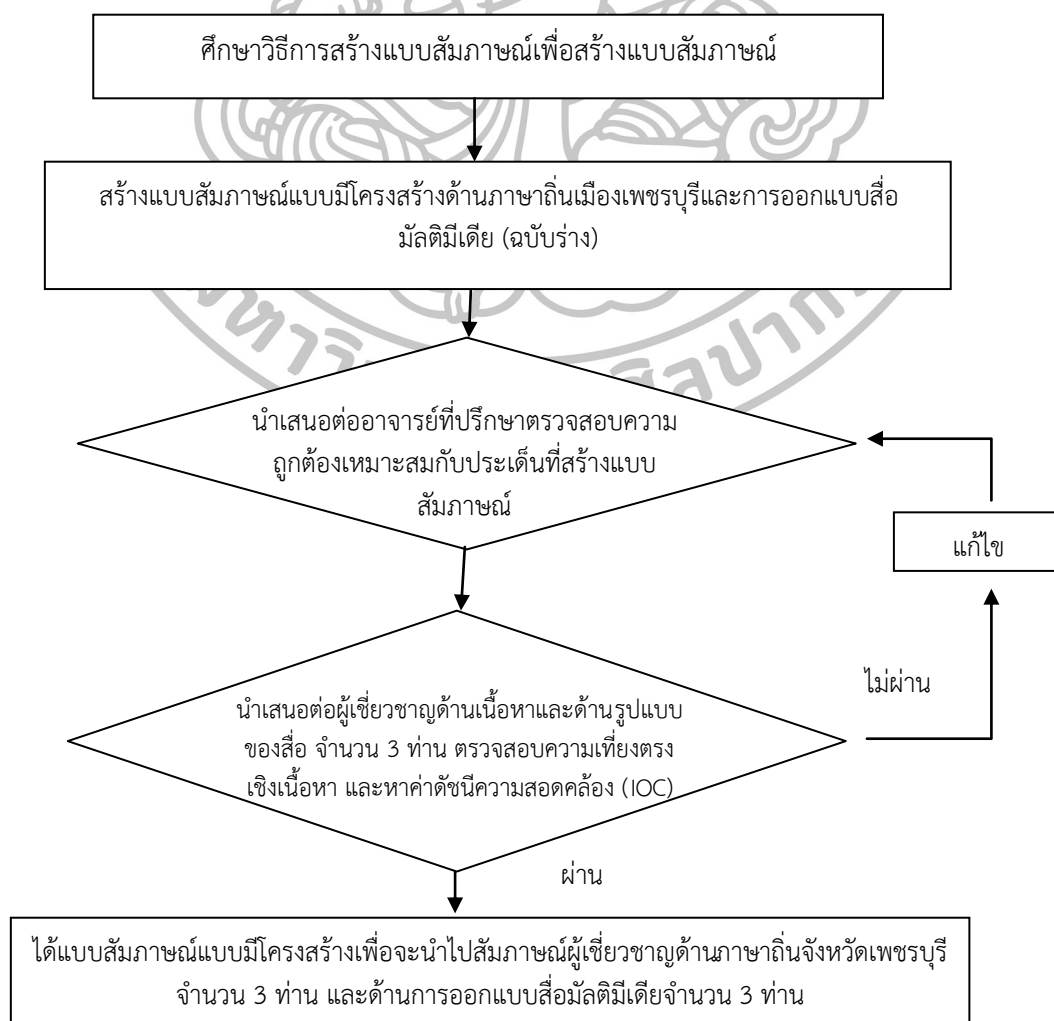 ศึกษาวิธีการสร้างแบบสัมภาษณ์เพื่อสร้างแบบสัมภาษณ์
สร้างแบบสัมภาษณ์แบบมีโครงสร้างด้านภาษาถิ่นเมืองเพชรบุรีและการออกแบบสื่อ
มัลติมีเดีย (ฉบับร่าง)
นำเสนอต่ออาจารย์ที่ปรึกษาตรวจสอบความ
ถูกต้องเหมาะสมกับประเด็นที่สร้างแบบ
สัมภาษณ์
แก้ไข
ไม่ผ่าน
นำเสนอต่อผู้เชี่ยวชาญด้านเนื้อหาและด้านรูปแบบ
ของสื่อ จำนวน 3 ท่าน ตรวจสอบความเที่ยงตรง
เชิงเนื้อหา และหาค่าดัชนีความสอดคล้อง (IOC)
ผ่าน
ได้แบบสัมภาษณ์แบบมีโครงสร้างเพื่อจะนำไปสัมภาษณ์ผู้เชี่ยวชาญด้านภาษาถิ่นจังหวัดเพชรบุรี
จำนวน 3 ท่าน และด้านการออกแบบสื่อมัลติมีเดียจำนวน 3 ท่าน